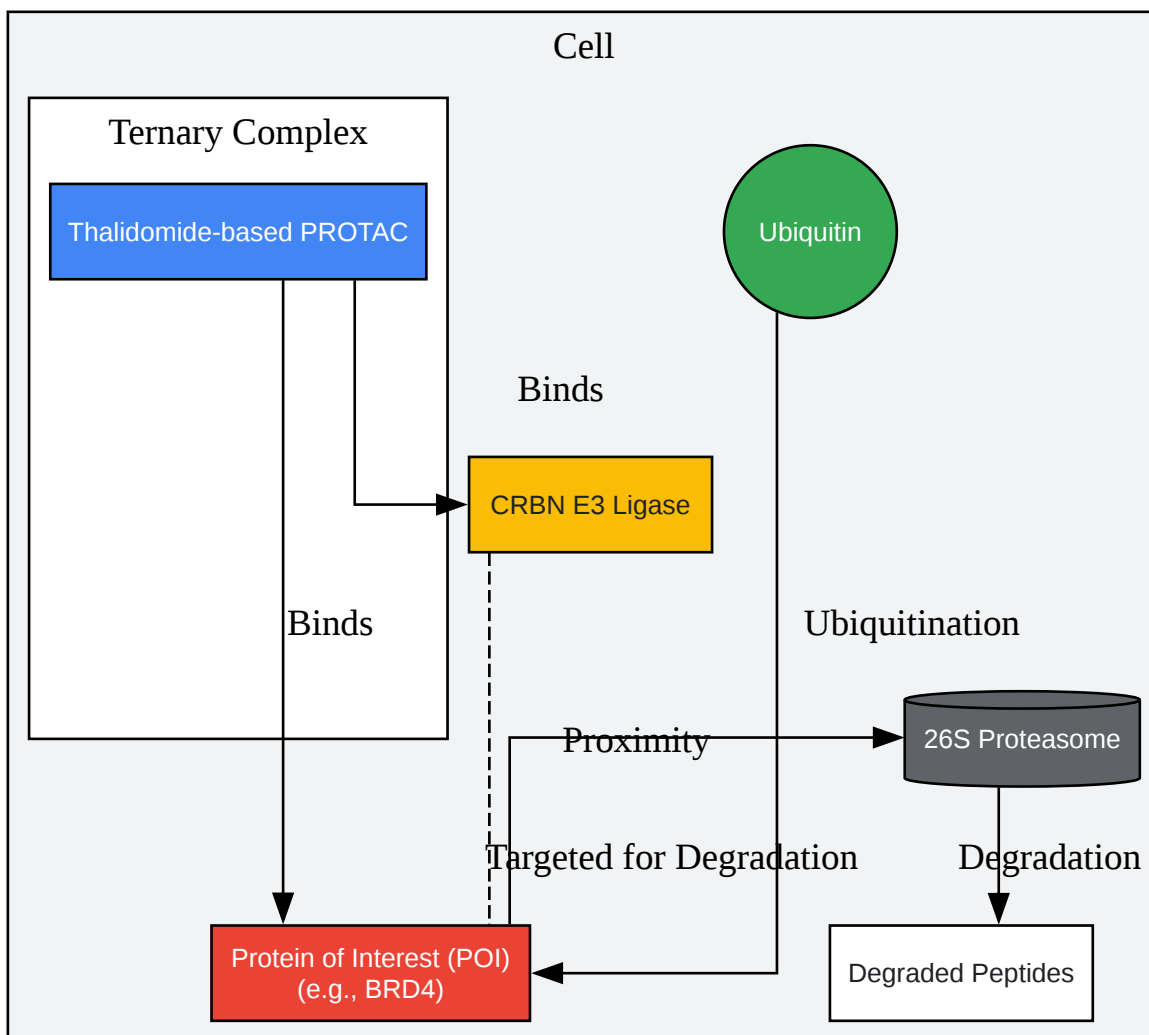 Cell
Ternary Complex
Thalidomide-based PROTAC
Ubiquitin
Binds
CRBN E3 Ligase
Binds
Ubiquitination
Proximity
26S Proteasome
Targeted for Degradation
Degradation
Protein of Interest (POI)
(e.g., BRD4)
Degraded Peptides